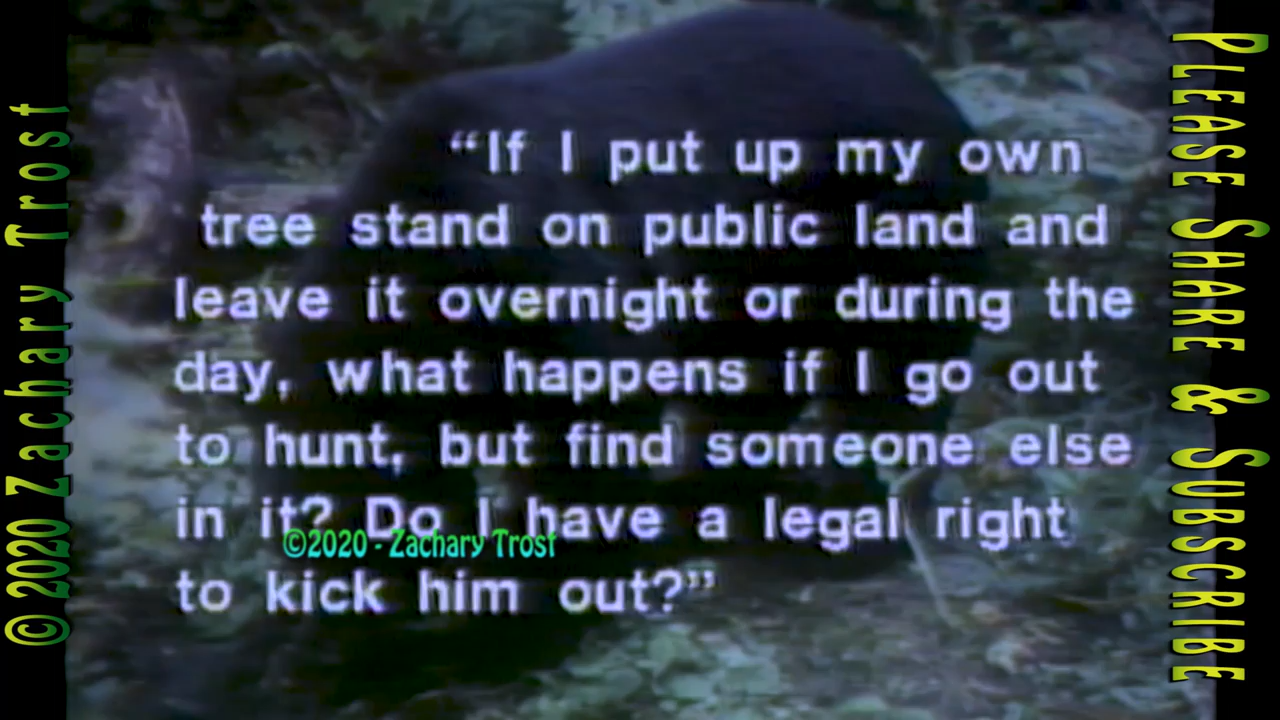 “If I put up my own
tree stand on public land and
leave it overnight or during the
day, what happens if I go out
to hunt, but find someone else
in it? Do I have a legal right
to kick him out?”
©2020 - Zachary Trost
© 2020 Zachary Trost
PLEASE SHARE & SUBSCRIBE